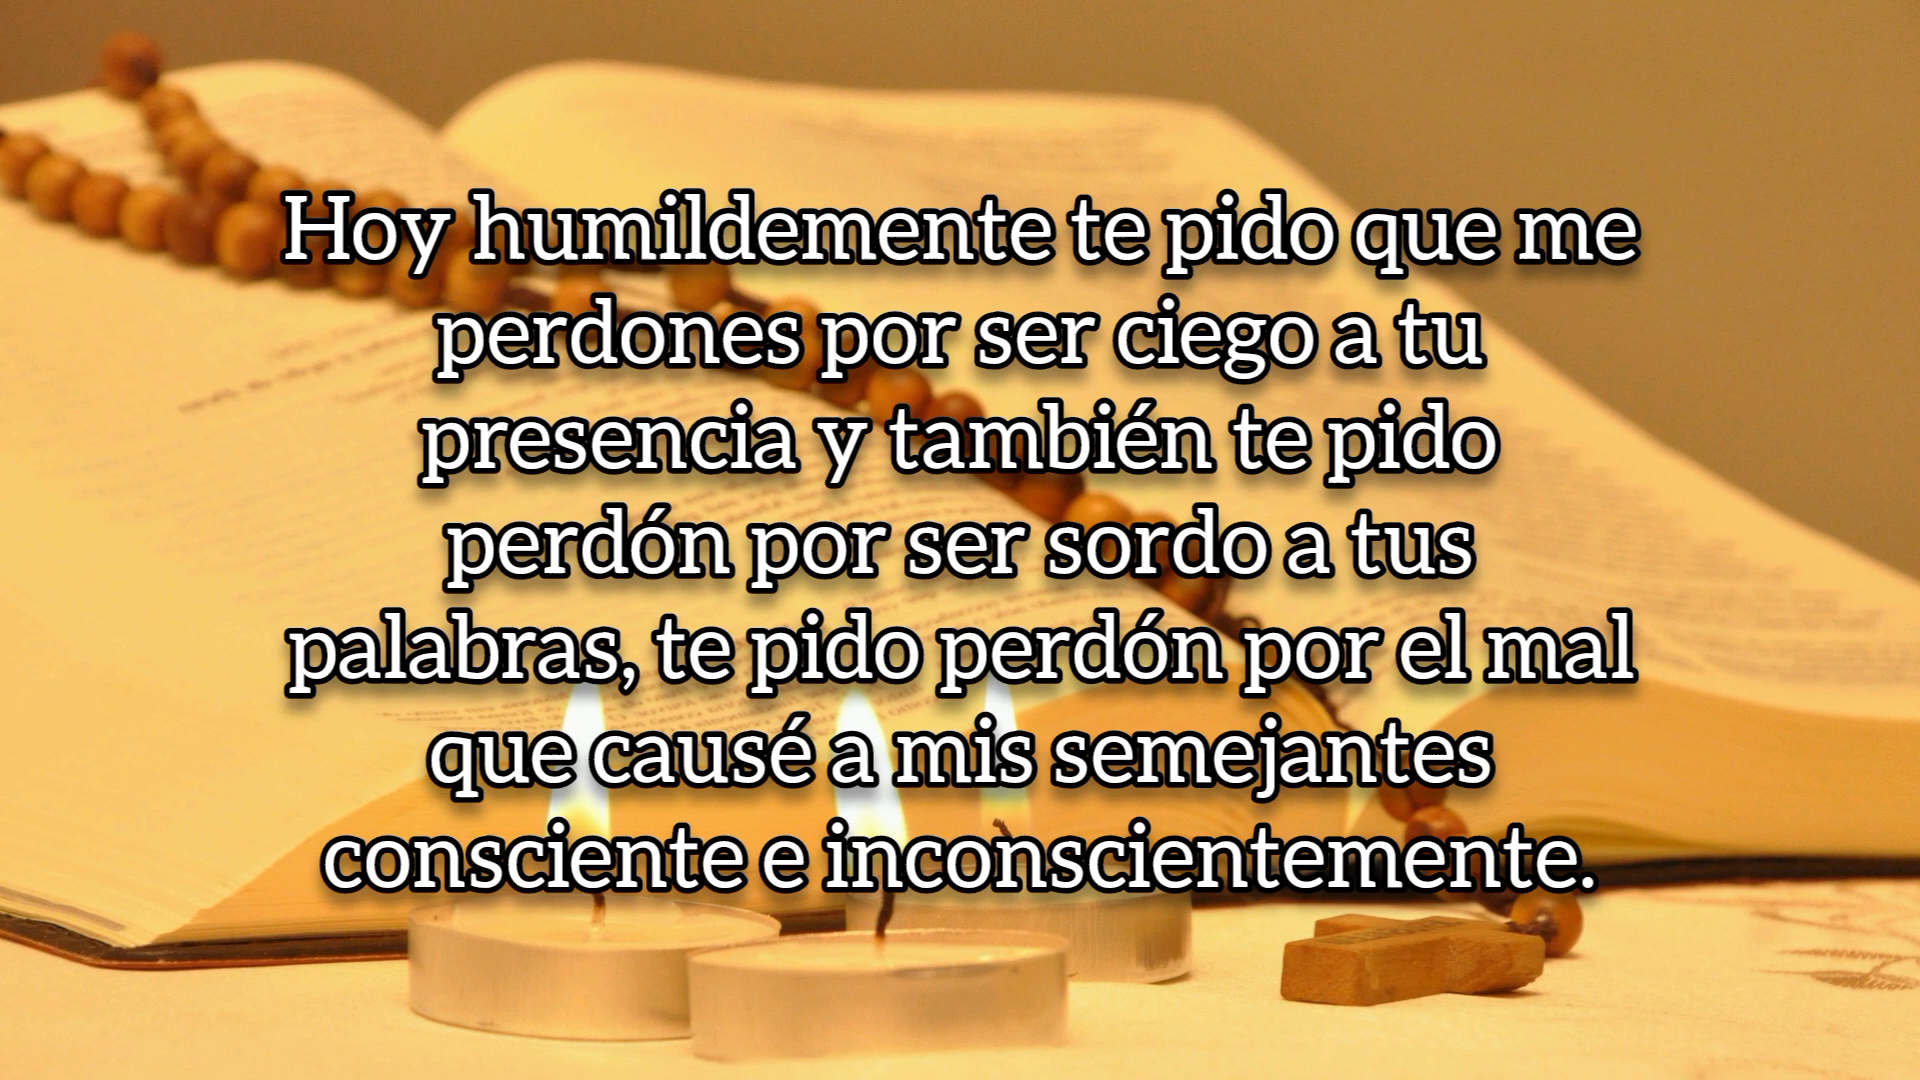 Hoy humildemente te pido que me
perdones por ser ciego a tu
presencia y también te pido
perdón por ser sordo a tus
palabras, te pido perdón por el mal
que causé a mis semejantes
consciente e inconscientemente.